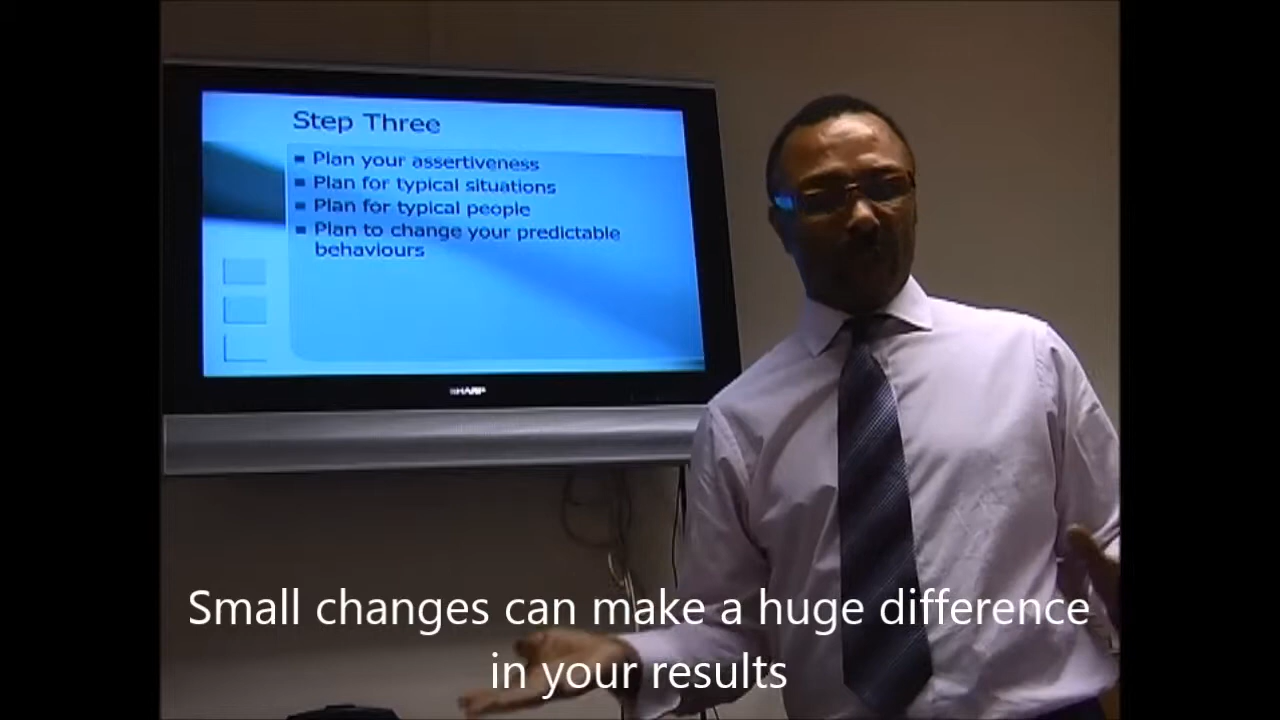 Step Three
Plan your assertiveness
Plan for typical situations
Plan for typical people
Plan to change your predictable
behaviours
SHARP
Small changes can make a huge difference
in your results